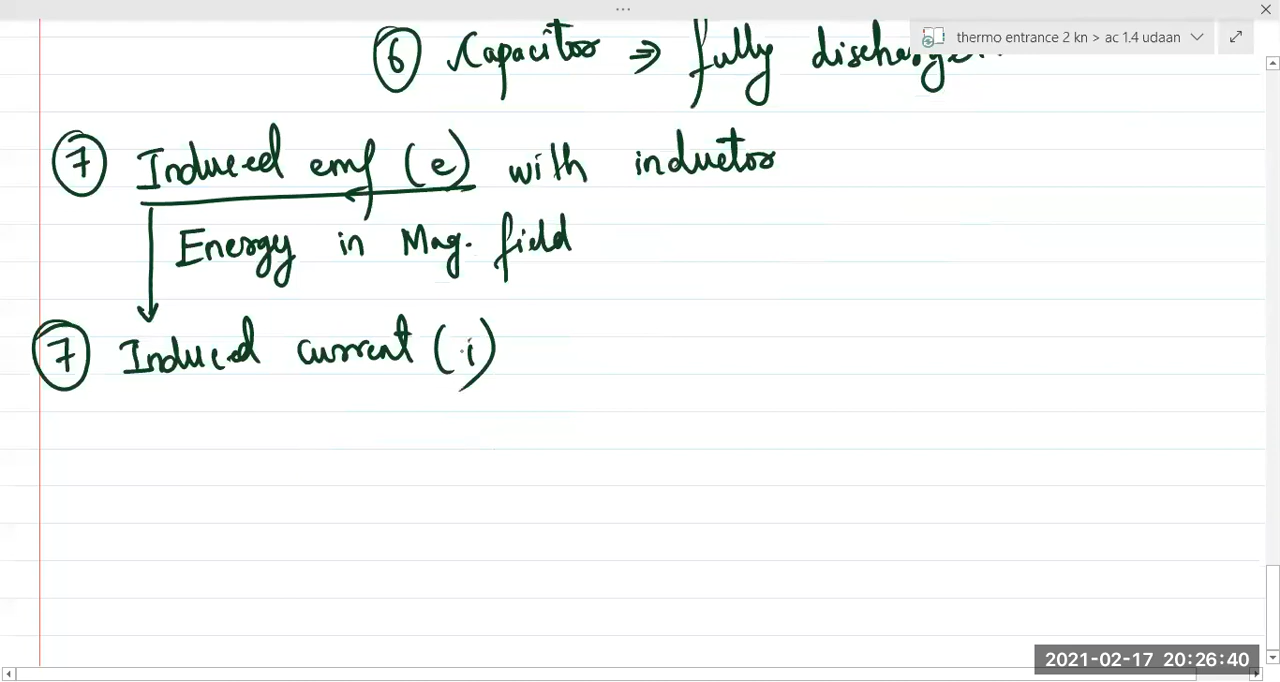 thermo entrance 2 kn > ac 1.4 udaan
6 Capacitor ⇒ fully discharge
7 Induced emf (e) with inductor
Energy in Mag. field
7 Induced current (i)
2021-02-17 20:26:40